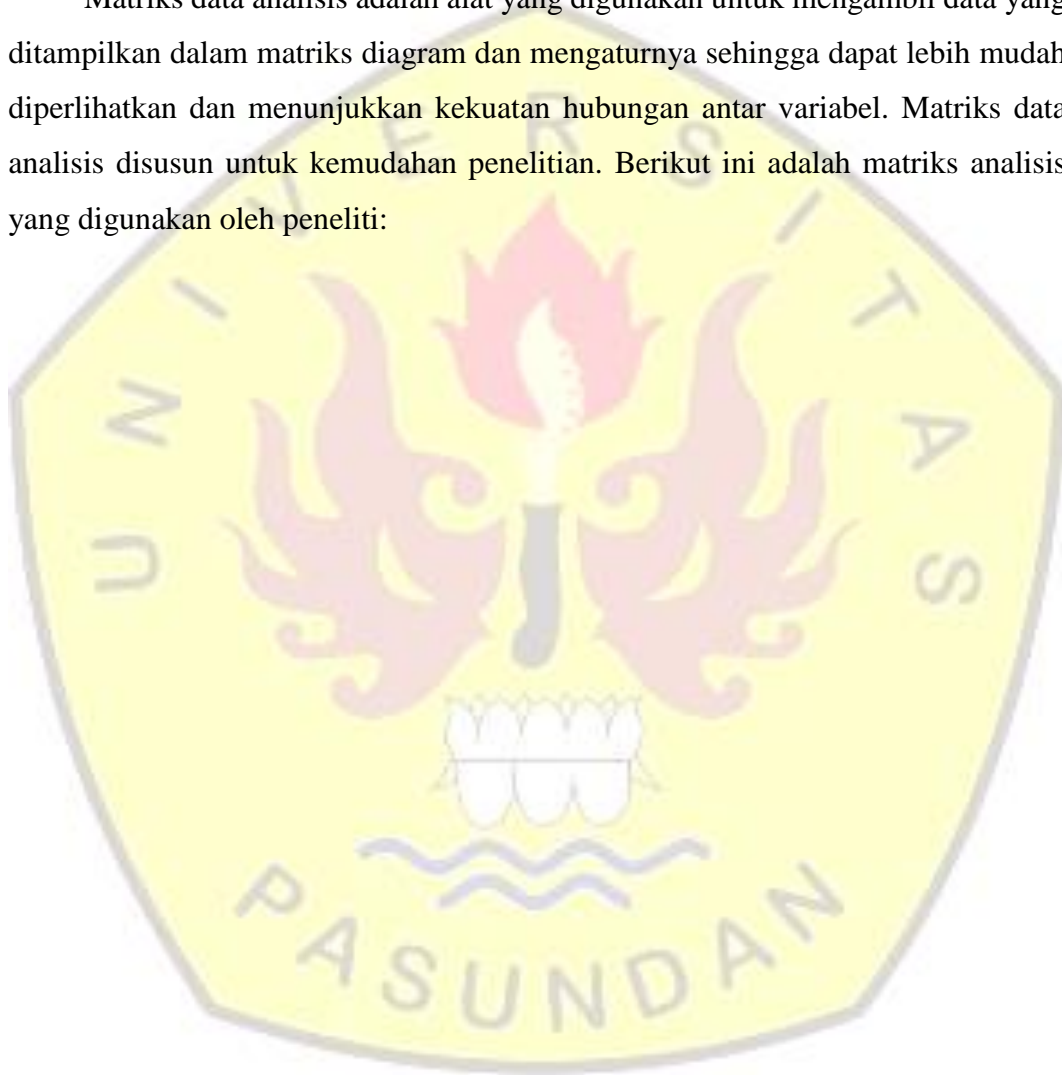 Matriks data analisis adalah alat yang digunakan untuk mengambil data yang
ditampilkan dalam matriks diagram dan mengaturnya sehingga dapat lebih mudah
diperlihatkan dan menunjukkan kekuatan hubungan antar variabel. Matriks data
analisis disusun untuk kemudahan penelitian. Berikut ini adalah matriks analisis
yang digunakan oleh peneliti:
UNIVERSITAS
PASUNDAN